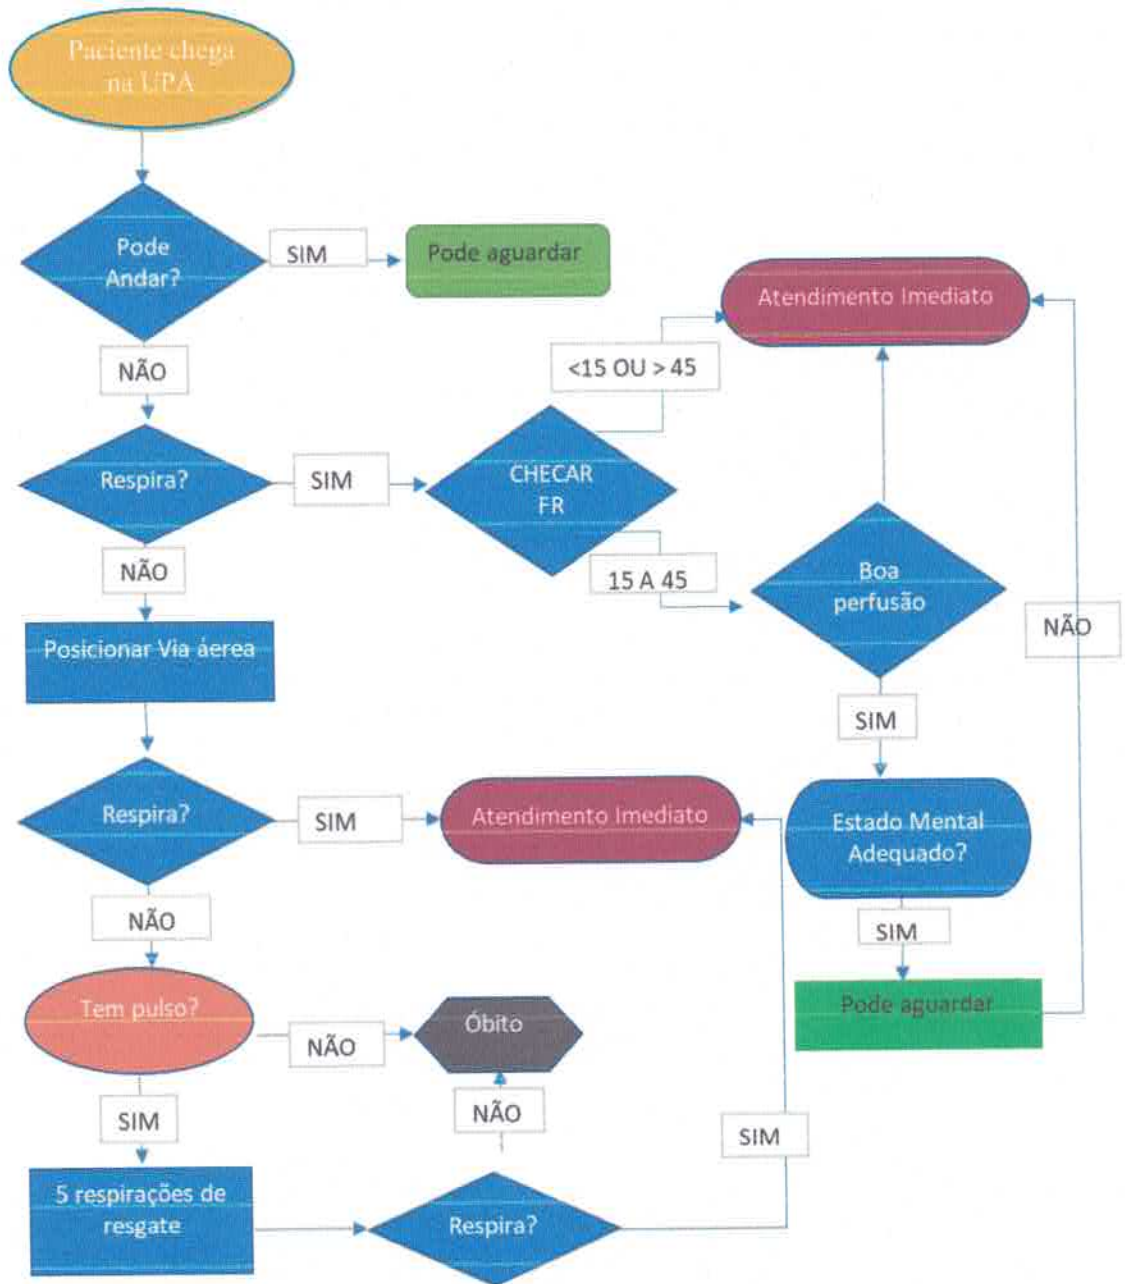 Paciente chega
na UPA
Pode
Andar?
SIM
Pode aguardar
Atendimento Imediato
<15 OU > 45
NÃO
Respira?
SIM
CHECAR
FR
15 A 45
Boa
perfusão
NÃO
NÃO
Posicionar Via áerea
SIM
Respira?
SIM
Atendimento Imediato
Estado Mental
Adequado?
NÃO
SIM
Tem pulso?
NÃO
Óbito
Pode aguardar
SIM
NÃO
SIM
5 respirações de
resgate
Respira?